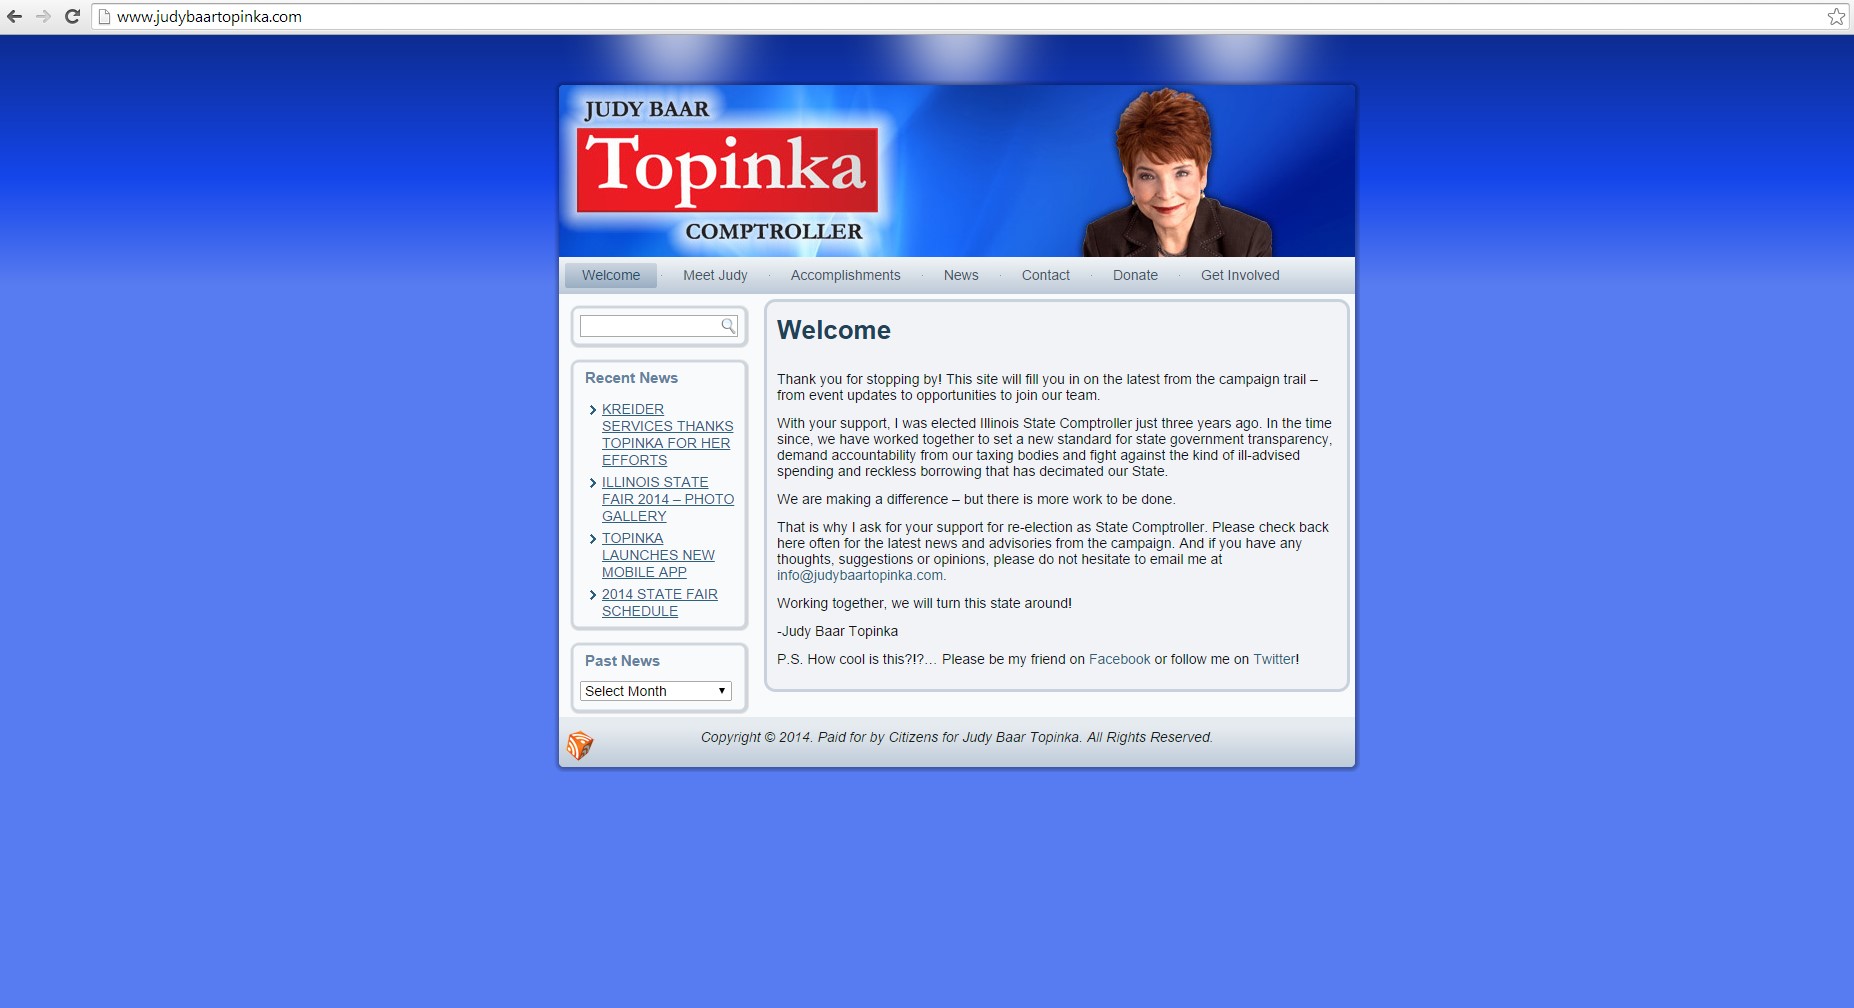 www.judybaartopinka.com
JUDY BAAR
Topinka
COMPTROLLER
Welcome
Meet Judy
Accomplishments
News
Contact
Donate
Get Involved
Recent News
KREIDER
SERVICES THANKS
TOPINKA FOR HER
EFFORTS
ILLINOIS STATE
FAIR 2014 – PHOTO
GALLERY
TOPINKA
LAUNCHES NEW
MOBILE APP
2014 STATE FAIR
SCHEDULE
Past News
Select Month
Welcome
Thank you for stopping by! This site will fill you in on the latest from the campaign trail –
from event updates to opportunities to join our team.
With your support, I was elected Illinois State Comptroller just three years ago. In the time
since, we have worked together to set a new standard for state government transparency,
demand accountability from our taxing bodies and fight against the kind of ill-advised
spending and reckless borrowing that has decimated our State.
We are making a difference – but there is more work to be done.
That is why I ask for your support for re-election as State Comptroller. Please check back
here often for the latest news and advisories from the campaign. And if you have any
thoughts, suggestions or opinions, please do not hesitate to email me at
info@judybaartopinka.com.
Working together, we will turn this state around!
-Judy Baar Topinka
P.S. How cool is this?!?… Please be my friend on Facebook or follow me on Twitter!
Copyright © 2014. Paid for by Citizens for Judy Baar Topinka. All Rights Reserved.